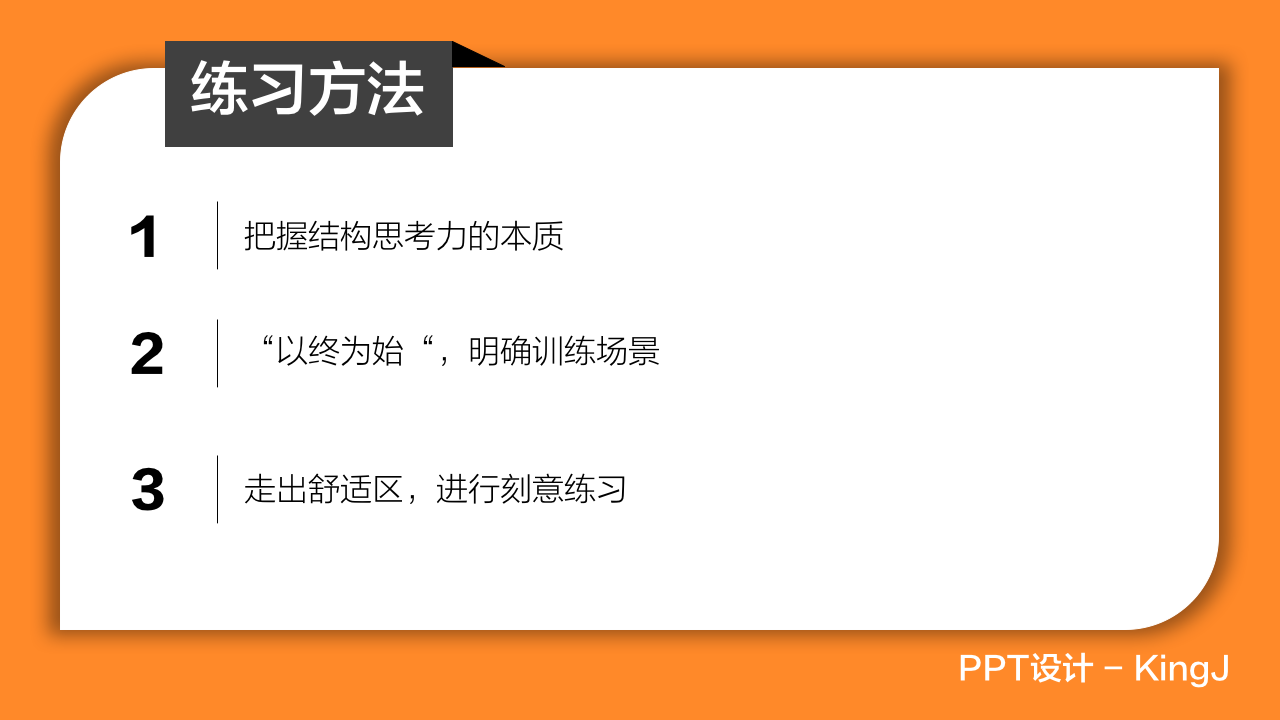 练习方法
1 把握结构思考力的本质
2 “以终为始“，明确训练场景
3 走出舒适区，进行刻意练习
PPT设计 – KingJ